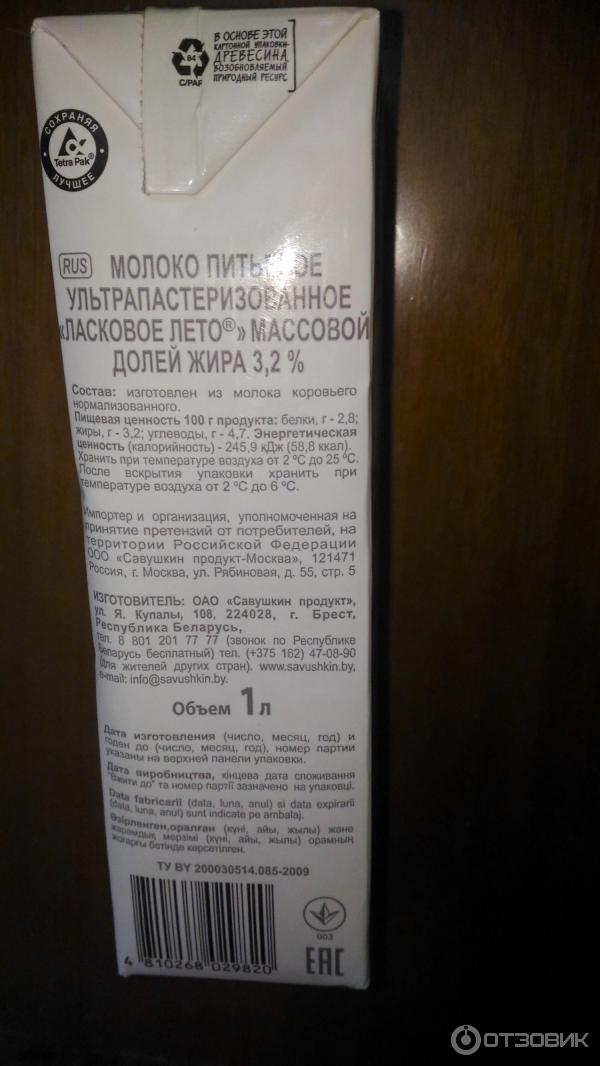 В ОСНОВЕ ЭТОЙ
КАРТОННОЙ УПАКОВКИ-
ДРЕВЕСИНА,
ВОЗОБНОВЛЯЕМЫЙ
ПРИРОДНЫЙ РЕСУРС
84
C/PAP
СОХРАНЯЯ
Tetra Pak®
ЛУЧШЕЕ
RUS МОЛОКО ПИТЬЕВОЕ
УЛЬТРАПАСТЕРИЗОВАННОЕ
«ЛАСКОВОЕ ЛЕТО®» МАССОВОЙ
ДОЛЕЙ ЖИРА 3,2 %
Состав: изготовлен из молока коровьего
нормализованного.
Пищевая ценность 100 г продукта: белки, г - 2,8;
жиры, г - 3,2; углеводы, г - 4,7. Энергетическая
ценность (калорийность) - 245,9 кДж (58,8 ккал).
Хранить при температуре воздуха от 2 ºС до 25 ºС.
После вскрытия упаковки хранить при
температуре воздуха от 2 ºС до 6 ºС.
Импортер и организация, уполномоченная на
принятие претензий от потребителей, на
территории Российской Федерации
ООО «Савушкин продукт-Москва», 121471
Россия, г. Москва, ул. Рябиновая, д. 55, стр. 5
ИЗГОТОВИТЕЛЬ: ОАО «Савушкин продукт»,
ул. Я. Купалы, 108, 224028, г. Брест,
Республика Беларусь,
тел. 8 801 201 77 77 (звонок по Республике
Беларусь бесплатный) тел. (+375 162) 47-08-90
(для жителей других стран). www.savushkin.by,
e-mail: info@savushkin.by.
Объем 1 л
Дата изготовления (число, месяц, год) и
годен до (число, месяц, год), номер партии
указаны на верхней панели упаковки.
Дата виробництва, кінцева дата споживання
"Вжити до" та номер партії зазначено на упаковці.
Data fabricarii (data, luna, anul) si data expirarii
(data, luna, anul) sunt indicate pe ambalaj.
Өзірленген,оралған (күні, айы, жылы) және
жарамдық мерзімі (күні, айы, жылы) орамның
жоғарғы бетінде көрсетілген.
ТУ BY 200030514.085-2009
4 810268 029820
003
EAC
ОТЗОВИК